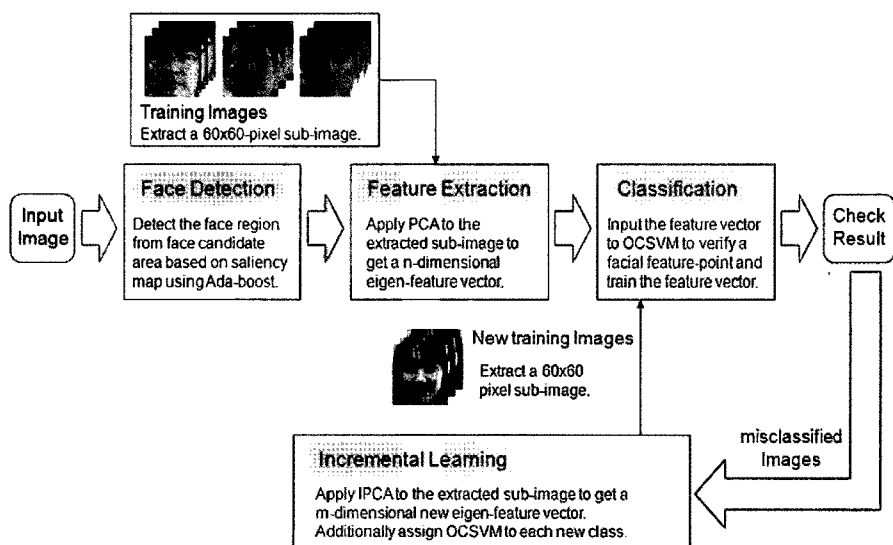 Training Images
Extract a 60x60-pixel sub-image.
Input
Image
Face Detection
Detect the face region
from face candidate
area based on saliency
map using Ada-boost.
Feature Extraction
Apply PCA to the
extracted sub-image to
get a n-dimensional
eigen-feature vector.
Classification
Input the feature vector
to OCSVM to verify a
facial feature-point and
train the feature vector.
Check
Result
New training Images
Extract a 60x60
pixel sub-image.
misclassified
Images
Incremental Learning
Apply IPCA to the extracted sub-image to get a
m-dimensional new eigen-feature vector.
Additionally assign OCSVM to each new class.